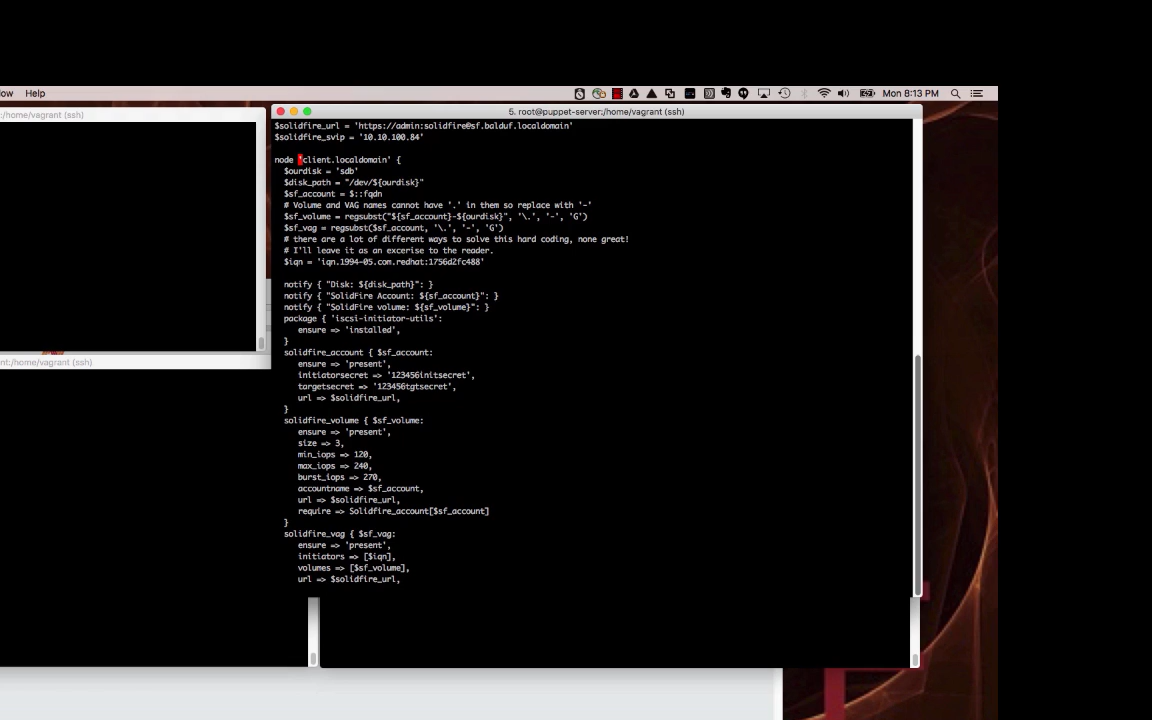 ow Help
Mon 8:13 PM
:/home/vagrant (ssh)
5. root@puppet-server:/home/vagrant (ssh)
$solidfire_url = 'https://admin:solidfire@sf.balduf.localdomain'
$solidfire_svip = '10.10.100.84'
node 'client.localdomain' {
$ourdisk = 'sdb'
$disk_path = "/dev/${ourdisk}"
$sf_account = $::fqdn
# Volume and VAG names cannot have '.' in them so replace with '-'
$sf_volume = regsubst("${sf_account}-${ourdisk}", '\.', '-', 'G')
$sf_vag = regsubst($sf_account, '\.', '-', 'G')
# there are a lot of different ways to solve this hard coding, none great!
# I'll leave it as an excerise to the reader.
$iqn = 'iqn.1994-05.com.redhat:1756d2fc488'
notify { "Disk: ${disk_path}": }
notify { "SolidFire Account: ${sf_account}": }
notify { "SolidFire volume: ${sf_volume}": }
package { 'iscsi-initiator-utils':
ensure => 'installed',
}
solidfire_account { $sf_account:
ensure => 'present',
initiatorsecret => '123456initsecret',
targetsecret => '123456tgtsecret',
url => $solidfire_url,
}
solidfire_volume { $sf_volume:
ensure => 'present',
size => 3,
min_iops => 120,
max_iops => 240,
burst_iops => 270,
accountname => $sf_account,
url => $solidfire_url,
require => Solidfire_account[$sf_account]
}
solidfire_vag { $sf_vag:
ensure => 'present',
initiators => [$iqn],
volumes => [$sf_volume],
url => $solidfire_url,
nt:/home/vagrant (ssh)